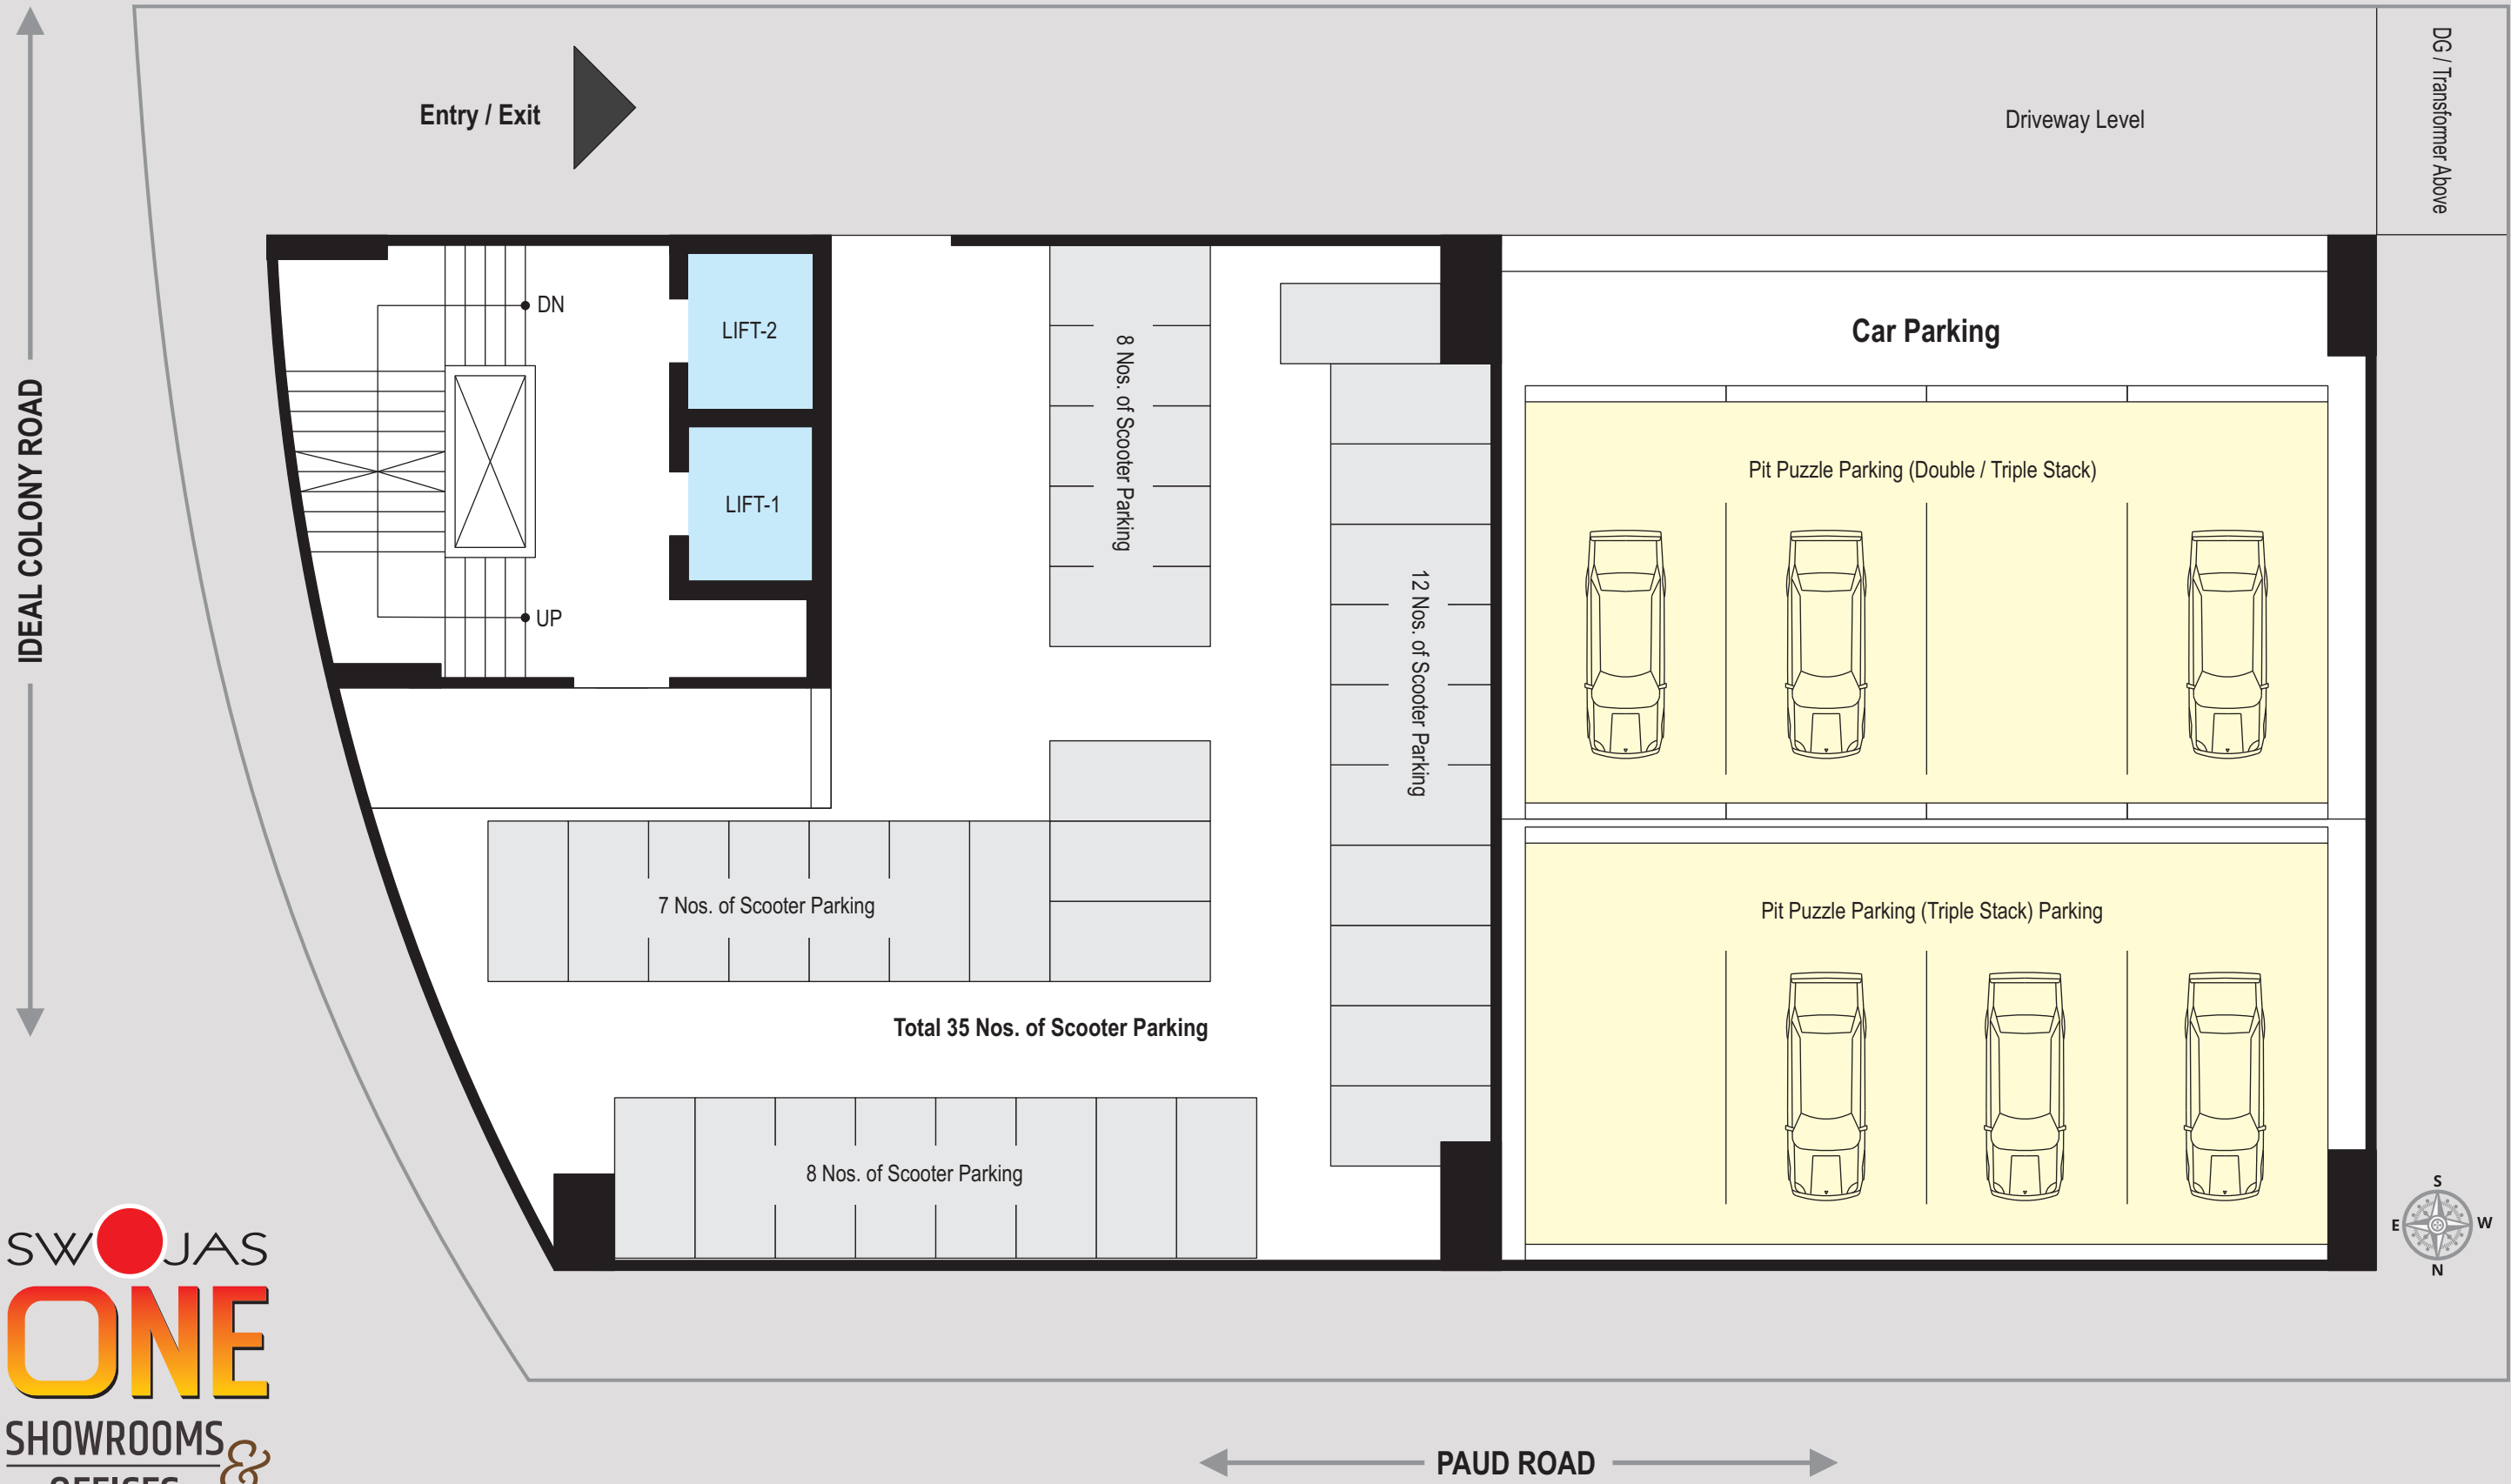 Entry / Exit
Driveway Level
DG / Transformer Above
IDEAL COLONY ROAD
DN
UP
LIFT-2
LIFT-1
8 Nos. of Scooter Parking
12 Nos. of Scooter Parking
Car Parking
Pit Puzzle Parking (Double / Triple Stack)
Pit Puzzle Parking (Triple Stack) Parking
7 Nos. of Scooter Parking
Total 35 Nos. of Scooter Parking
8 Nos. of Scooter Parking
S
E W
N
SWOJAS
ONE
SHOWROOMS &
OFFICES
PAUD ROAD